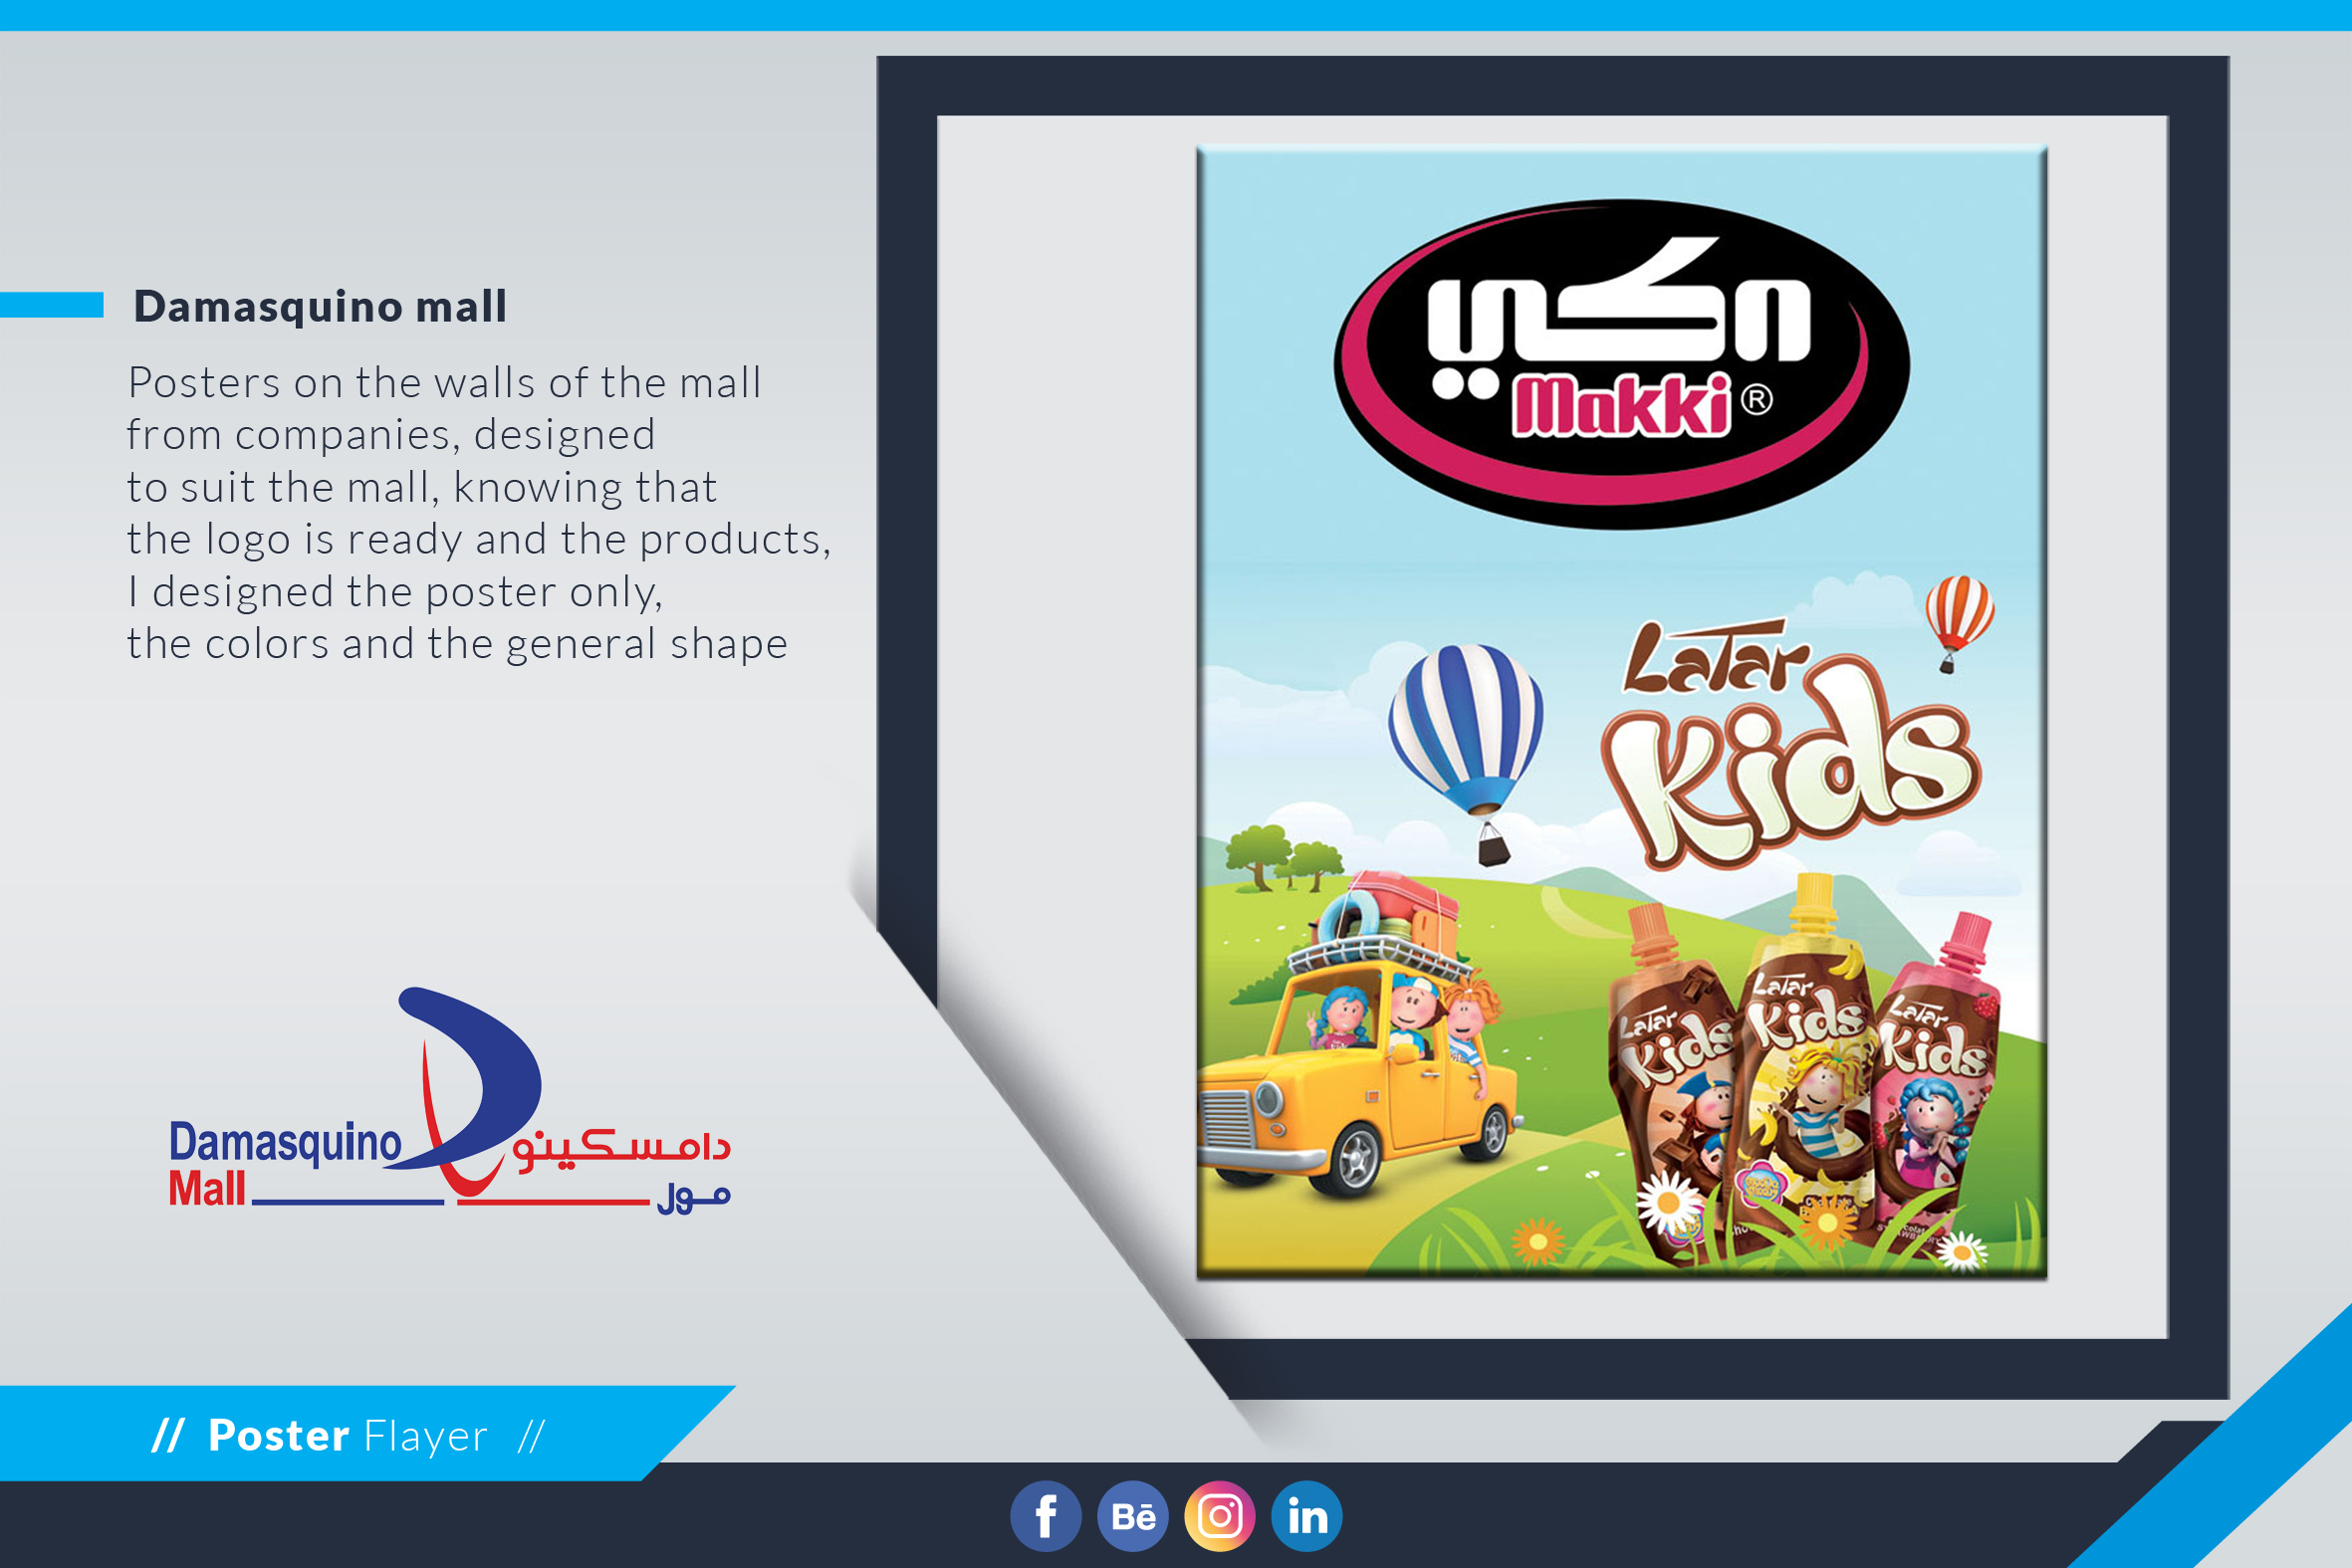 Damasquino mall
Posters on the walls of the mall
from companies, designed
to suit the mall, knowing that
the logo is ready and the products,
I designed the poster only,
the colors and the general shape
Damasquino
Mall
دامسكينو
مول
// Poster Flayer //
مكي
Makki ®
LaTar
Kids
LaTar
Kids
LaTar
Kids
LaTar
Kids
f
Bē
in